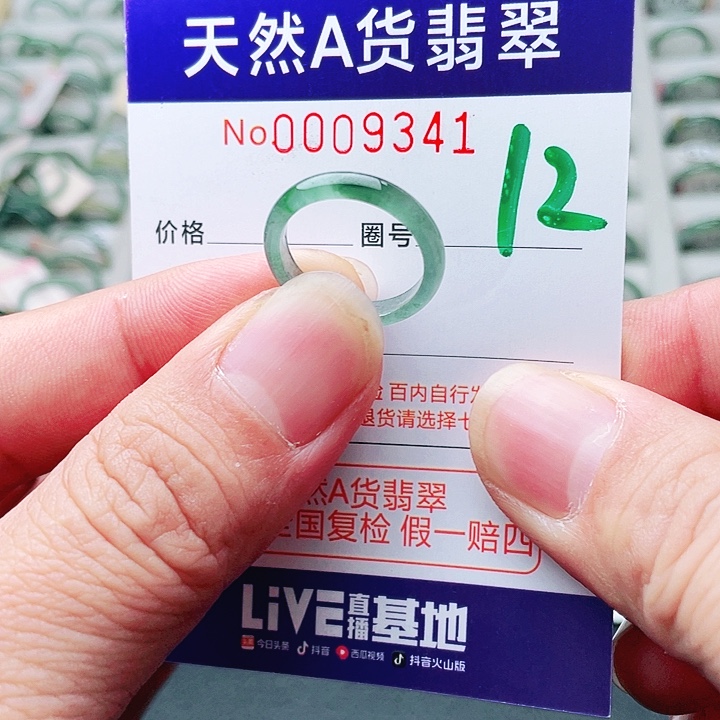 天然A货翡翠
No.0009341
12
价格 圈号
百内自行发
退货请选择七
然A货翡翠
全国复检 假一赔四
LiVE直播基地
今日头条 抖音 西瓜视频 抖音火山版